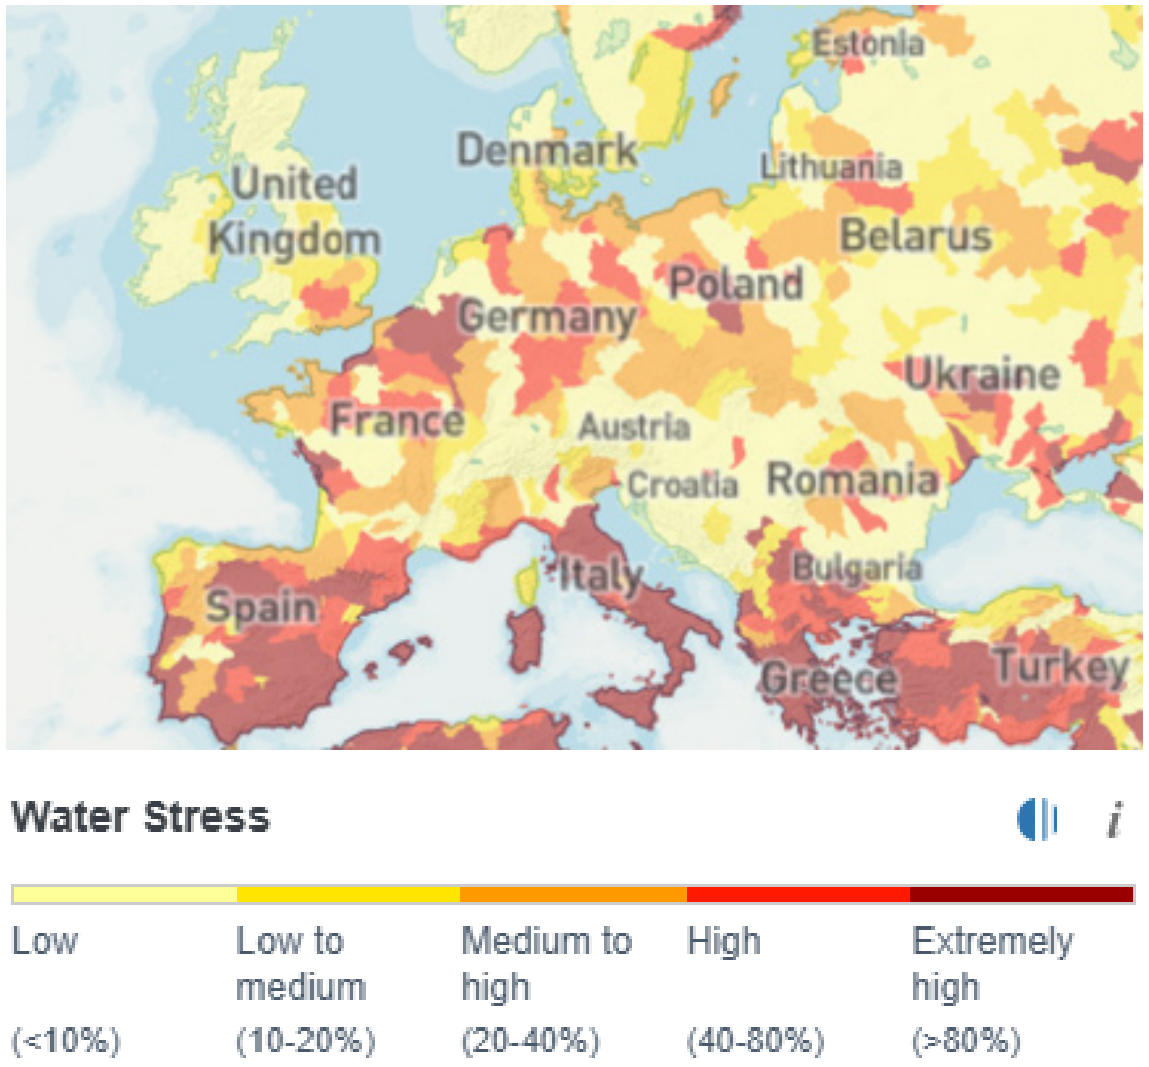 Estonia
Denmark
Lithuania
United
Kingdom
Belarus
Poland
Germany
Ukraine
France
Austria
Croatia
Romania
Bulgaria
Italy
Spain
Greece
Turkey
Water Stress
i
Low
Low to
medium
Medium to
high
High
Extremely
high
(<10%)
(10-20%)
(20-40%)
(40-80%)
(>80%)